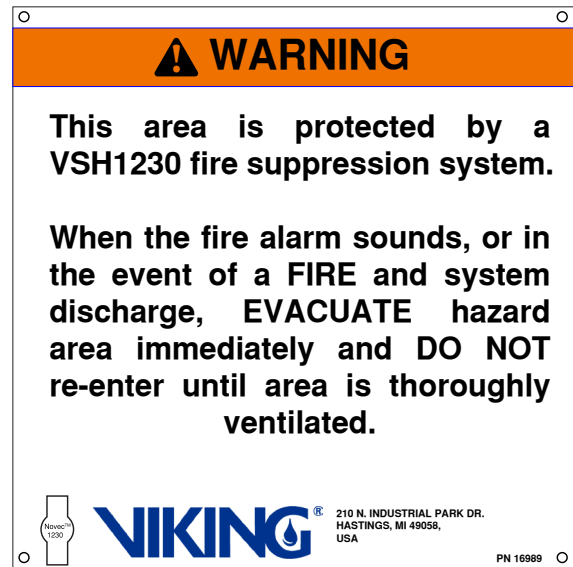 WARNING
This area is protected by a
VSH1230 fire suppression system.
When the fire alarm sounds, or in
the event of a FIRE and system
discharge, EVACUATE hazard
area immediately and DO NOT
re-enter until area is thoroughly
ventilated.
Novec™
1230
VIKING®
210 N. INDUSTRIAL PARK DR.
HASTINGS, MI 49058,
USA
PN 16989